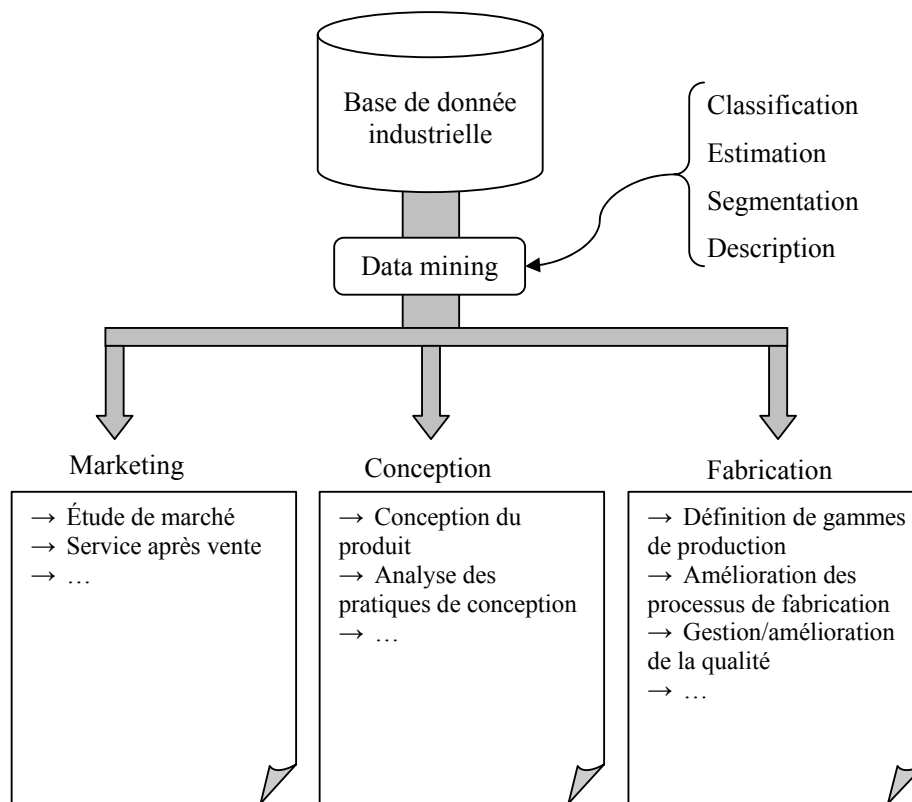 Base de donnée
industrielle
Classification
Estimation
Segmentation
Description
Data mining
Marketing
→ Étude de marché
→ Service après vente
→ …
Conception
→ Conception du
produit
→ Analyse des
pratiques de conception
→ …
Fabrication
→ Définition de gammes
de production
→ Amélioration des
processus de fabrication
→ Gestion/amélioration
de la qualité
→ …